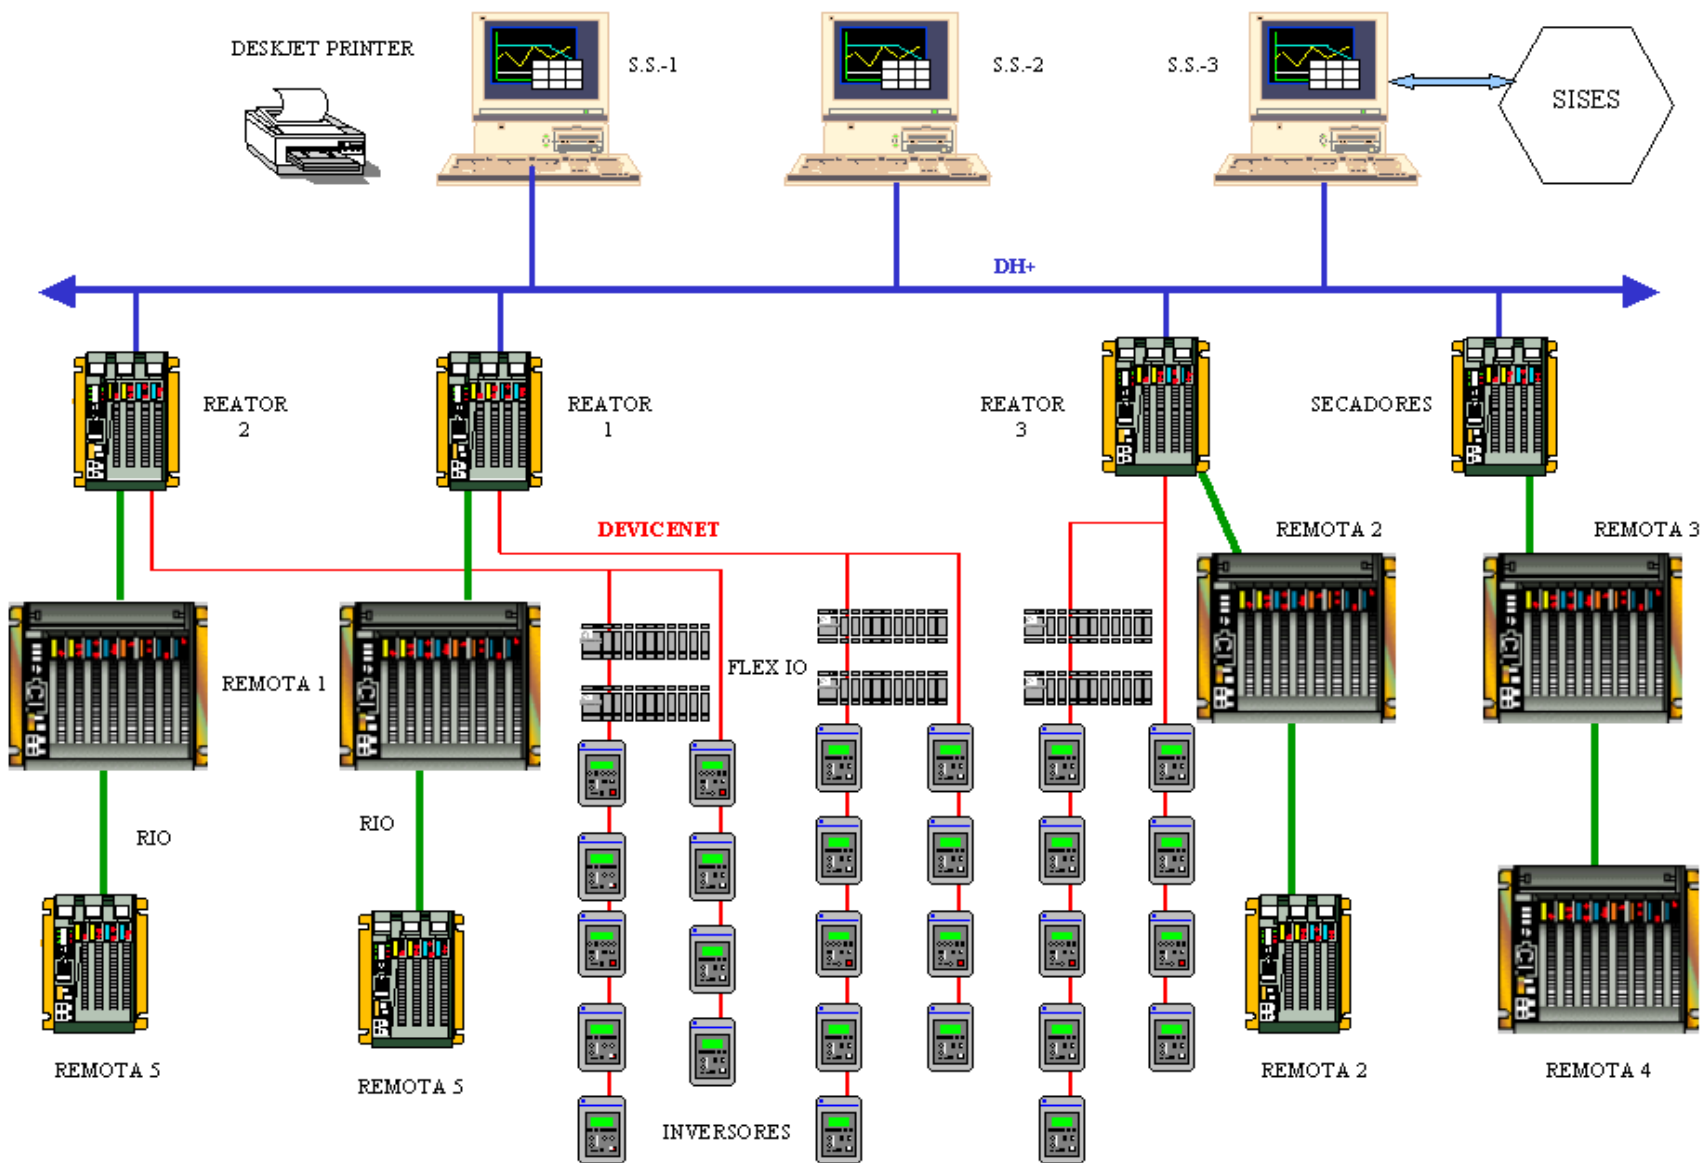 DESKJET PRINTER
S.S.-1
S.S.-2
S.S.-3
SISES
DH+
REATOR
2
REATOR
1
REATOR
3
SECADORES
DEVICENET
REMOTA 2
REMOTA 3
REMOTA 1
FLEX IO
RIO
RIO
REMOTA 5
REMOTA 5
REMOTA 2
REMOTA 4
INVERSORES